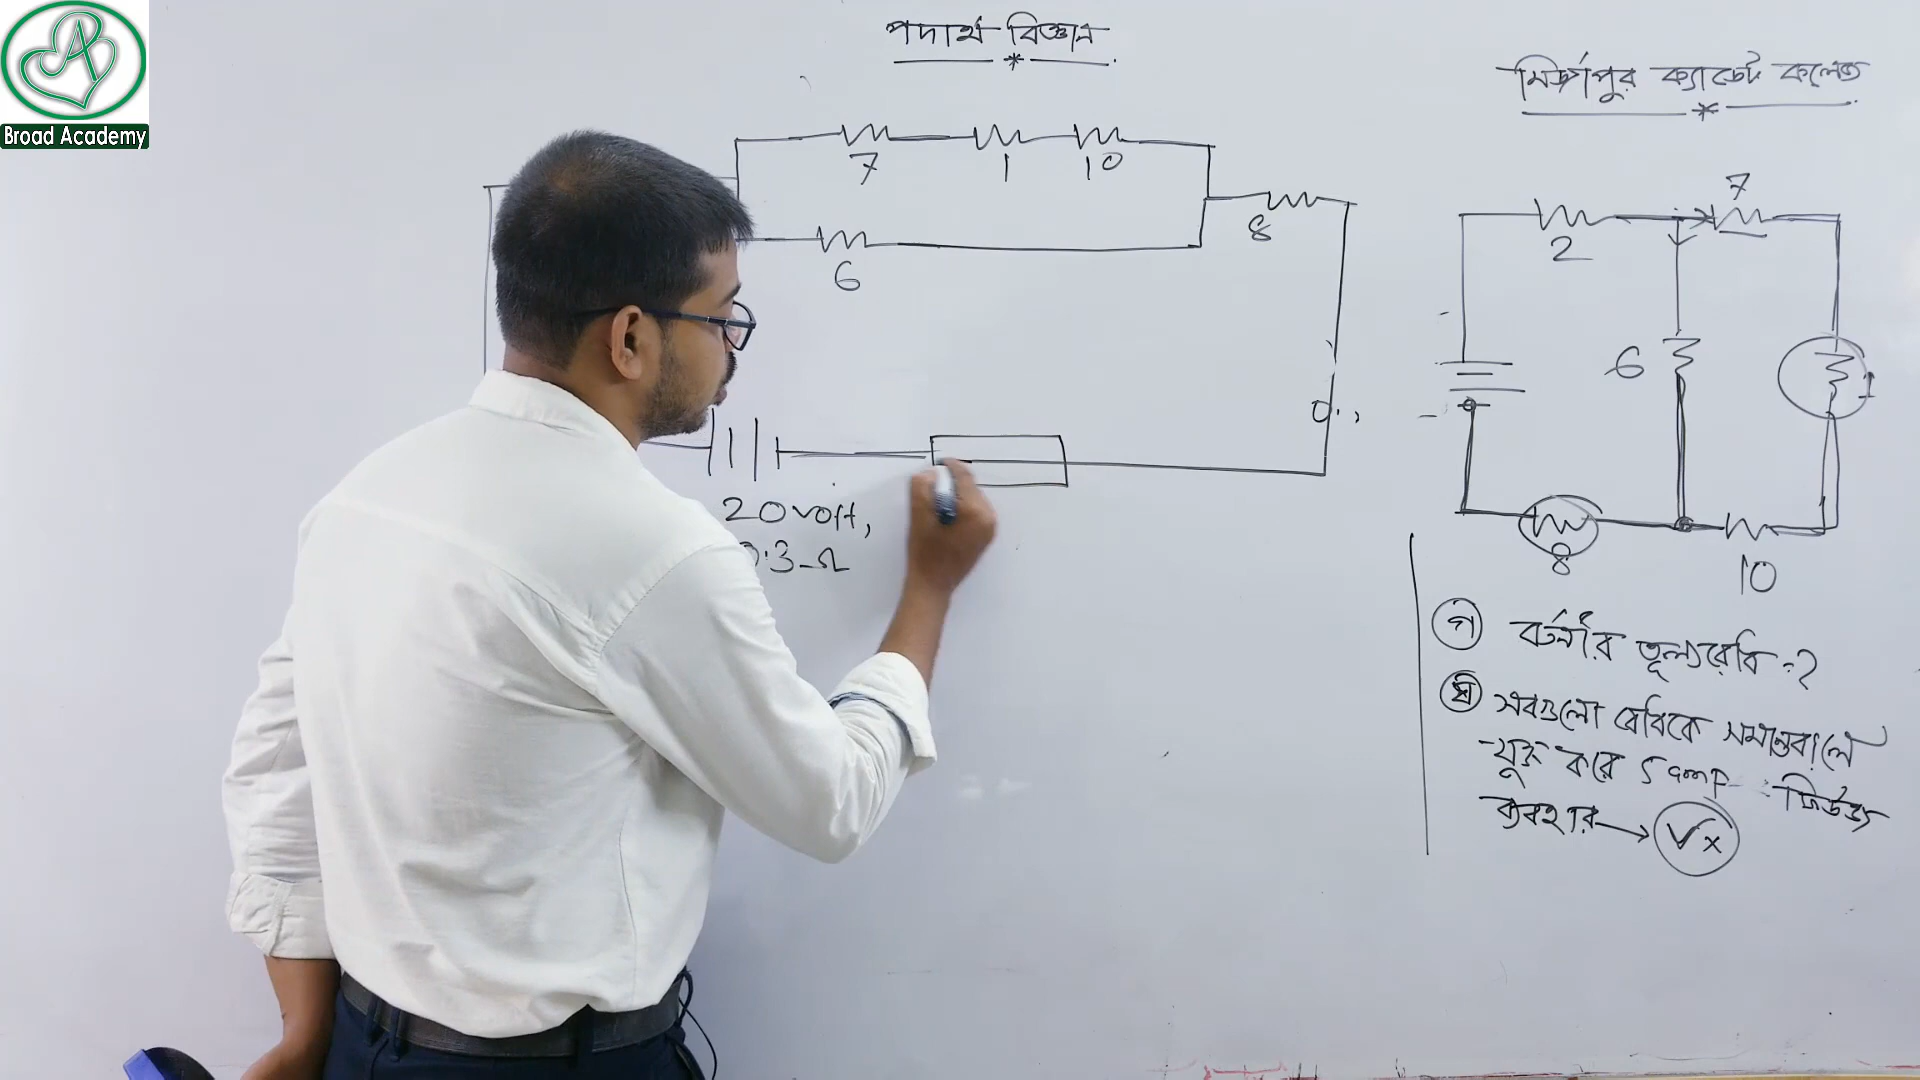 Broad Academy
পদার্থ বিজ্ঞান
7 1 10
8
6
20 volt,
0.3 Ω
মির্জাপুর ক্যাডেট কলেজ
7
2
6
1
8
10
গ বর্তনীর তূল্যরোধ = ?
ঘ সবগুলো রোধকে সমান্তরালে
যুক্ত করে 5 amp ফিউজ
ব্যবহার → √x